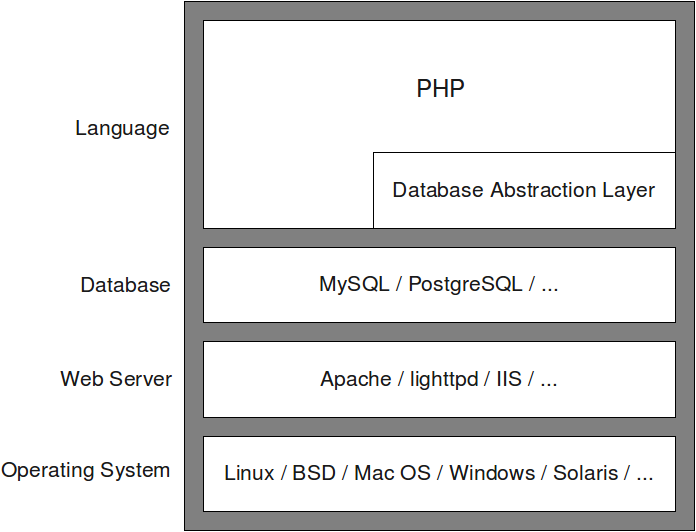 PHP
Language
Database Abstraction Layer
Database
MySQL / PostgreSQL / ...
Web Server
Apache / lighttpd / IIS / ...
Operating System
Linux / BSD / Mac OS / Windows / Solaris / ...